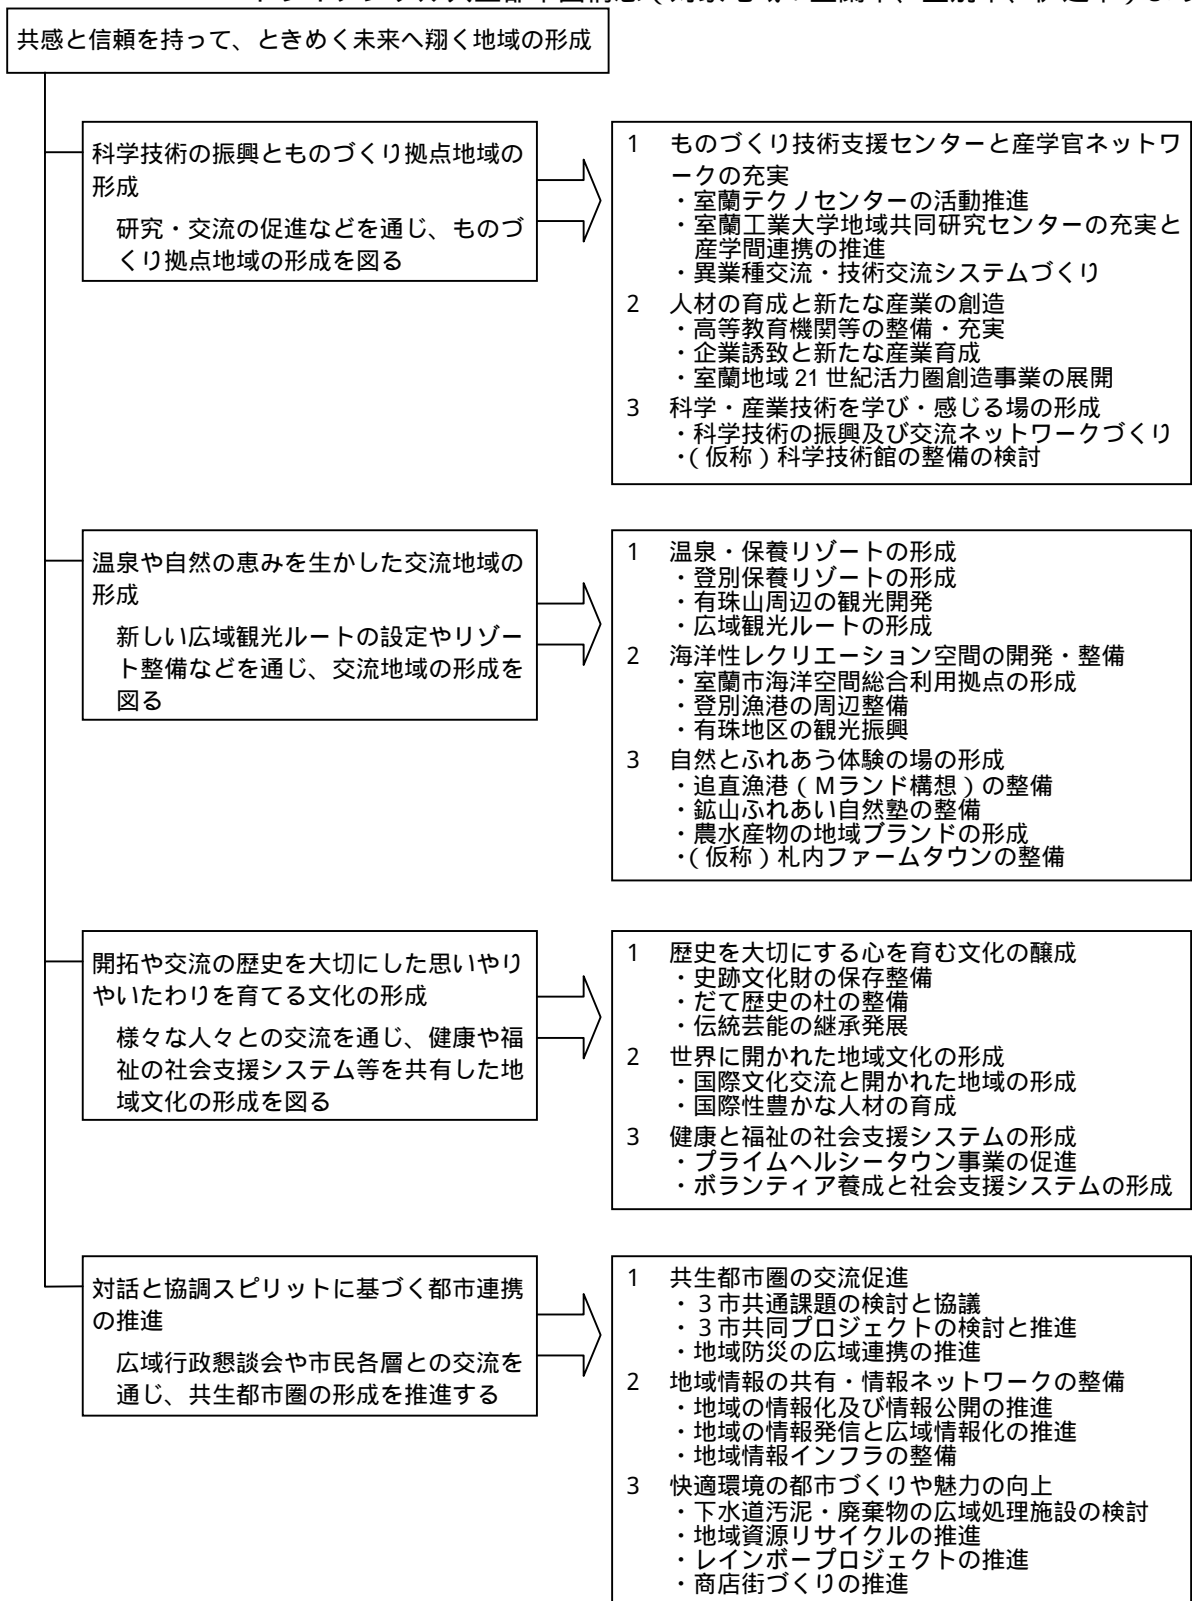 共感と信頼を持って、ときめく未来へ翔く地域の形成
科学技術の振興とものづくり拠点地域の
形成
研究・交流の促進などを通じ、ものづ
くり拠点地域の形成を図る
1 ものづくり技術支援センターと産学官ネットワ
ークの充実
・室蘭テクノセンターの活動推進
・室蘭工業大学地域共同研究センターの充実と
産学間連携の推進
・異業種交流・技術交流システムづくり
2 人材の育成と新たな産業の創造
・高等教育機関等の整備・充実
・企業誘致と新たな産業育成
・室蘭地域 21 世紀活力圏創造事業の展開
3 科学・産業技術を学び・感じる場の形成
・科学技術の振興及び交流ネットワークづくり
・(仮称)科学技術館の整備の検討
温泉や自然の恵みを生かした交流地域の
形成
新しい広域観光ルートの設定やリゾー
ト整備などを通じ、交流地域の形成を
図る
1 温泉・保養リゾートの形成
・登別保養リゾートの形成
・有珠山周辺の観光開発
・広域観光ルートの形成
2 海洋性レクリエーション空間の開発・整備
・室蘭市海洋空間総合利用拠点の形成
・登別漁港の周辺整備
・有珠地区の観光振興
3 自然とふれあう体験の場の形成
・追直漁港(Mランド構想)の整備
・鉱山ふれあい自然塾の整備
・農水産物の地域ブランドの形成
・(仮称)札内ファームタウンの整備
開拓や交流の歴史を大切にした思いやり
やいたわりを育てる文化の形成
様々な人々との交流を通じ、健康や福
祉の社会支援システム等を共有した地
域文化の形成を図る
1 歴史を大切にする心を育む文化の醸成
・史跡文化財の保存整備
・だて歴史の杜の整備
・伝統芸能の継承発展
2 世界に開かれた地域文化の形成
・国際文化交流と開かれた地域の形成
・国際性豊かな人材の育成
3 健康と福祉の社会支援システムの形成
・プライムヘルシータウン事業の促進
・ボランティア養成と社会支援システムの形成
対話と協調スピリットに基づく都市連携
の推進
広域行政懇談会や市民各層との交流を
通じ、共生都市圏の形成を推進する
1 共生都市圏の交流促進
・3市共通課題の検討と協議
・3市共同プロジェクトの検討と推進
・地域防災の広域連携の推進
2 地域情報の共有・情報ネットワークの整備
・地域の情報化及び情報公開の推進
・地域の情報発信と広域情報化の推進
・地域情報インフラの整備
3 快適環境の都市づくりや魅力の向上
・下水道汚泥・廃棄物の広域処理施設の検討
・地域資源リサイクルの推進
・レインボープロジェクトの推進
・商店街づくりの推進